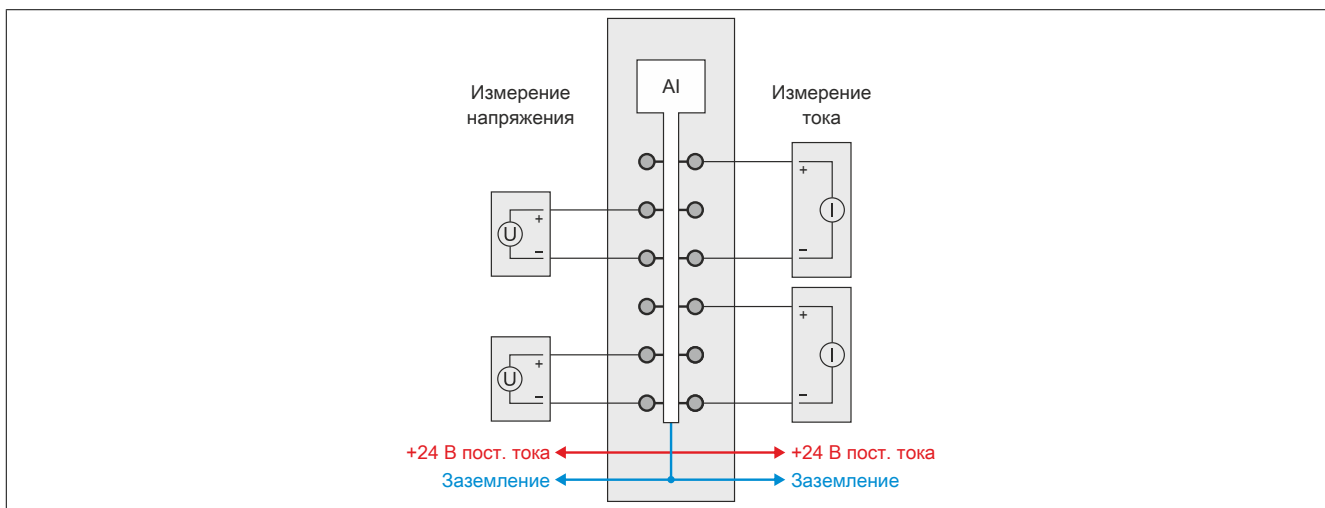 AI
Измерение
напряжения
Измерение
тока
+
−
I
U
+
−
+
−
I
U
+
−
+24 В пост. тока
+24 В пост. тока
Заземление
Заземление